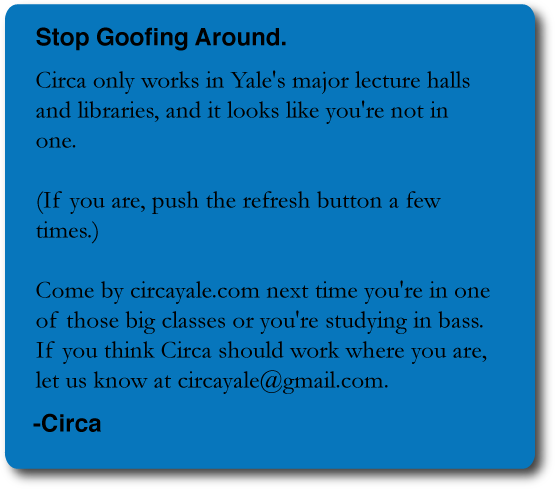 Stop Goofing Around.
Circa only works in Yale's major lecture halls
and libraries, and it looks like you're not in
one.
(If you are, push the refresh button a few
times.)
Come by circayale.com next time you're in one
of those big classes or you're studying in bass.
If you think Circa should work where you are,
let us know at circayale@gmail.com.
-Circa